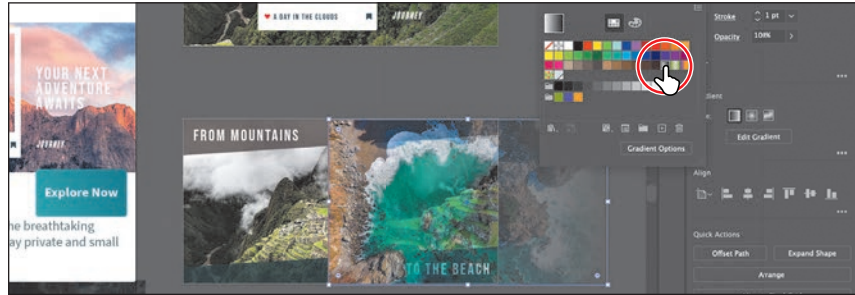 A DAY IN THE CLOUDS
JOURNEY
YOUR NEXT
ADVENTURE
AWAITS
JOURNEY
Explore Now
he breathtaking
ay private and small
FROM MOUNTAINS
TO THE BEACH
Gradient Options
Stroke
1 pt
Opacity
100%
Edit Gradient
Align
Quick Actions
Offset Path
Expand Shape
Arrange